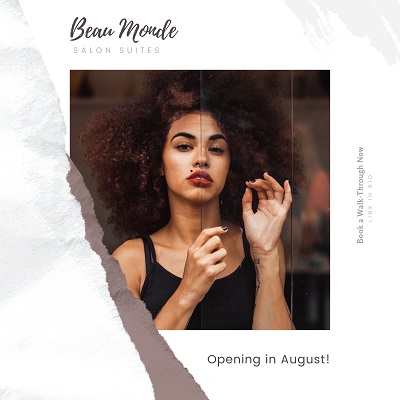 Beau Monde
SALON SUITES
Book a Walk-Through Now
LINK IN BIO
Opening in August!